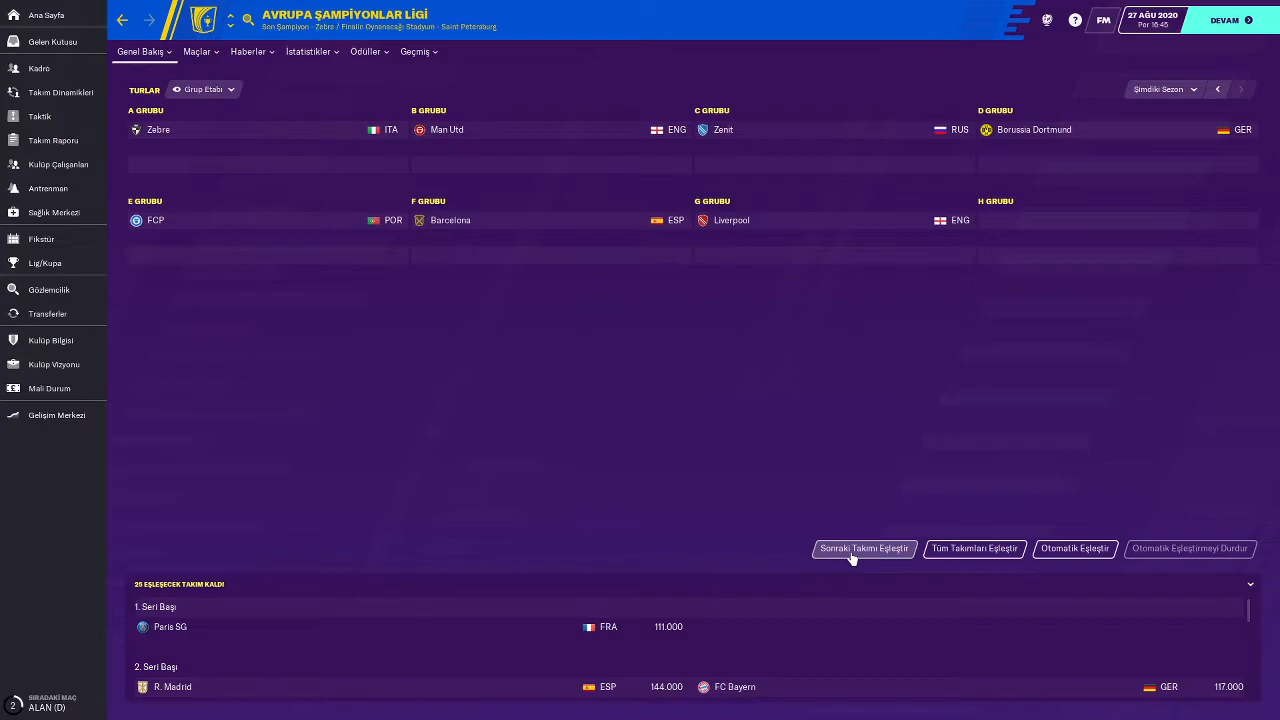 Ana Sayfa
Gelen Kutusu
Kadro
Takım Dinamikleri
Taktik
Takım Raporu
Kulüp Çalışanları
Antrenman
Sağlık Merkezi
Fikstür
Lig/Kupa
Gözlemcilik
Transferler
Kulüp Bilgisi
Kulüp Vizyonu
Mali Durum
Gelişim Merkezi
2 SIRADAKİ MAÇ
ALAN (D)
AVRUPA ŞAMPİYONLAR LİGİ
Son Şampiyon - Zebre / Finalin Oynanacağı Stadyum - Saint Petersburg
? FM 27 AĞU 2020 DEVAM
Per 16:45
Genel Bakış Maçlar Haberler İstatistikler Ödüller Geçmiş
TURLAR Grup Etabı Şimdiki Sezon
A GRUBU B GRUBU C GRUBU D GRUBU
Zebre ITA Man Utd ENG Zenit RUS Borussia Dortmund GER
E GRUBU F GRUBU G GRUBU H GRUBU
FCP POR Barcelona ESP Liverpool ENG
Sonraki Takımı Eşleştir Tüm Takımları Eşleştir Otomatik Eşleştir Otomatik Eşleştirmeyi Durdur
25 EŞLEŞECEK TAKIM KALDI
1. Seri Başı
Paris SG FRA 111.000
2. Seri Başı
R. Madrid ESP 144.000 FC Bayern GER 117.000